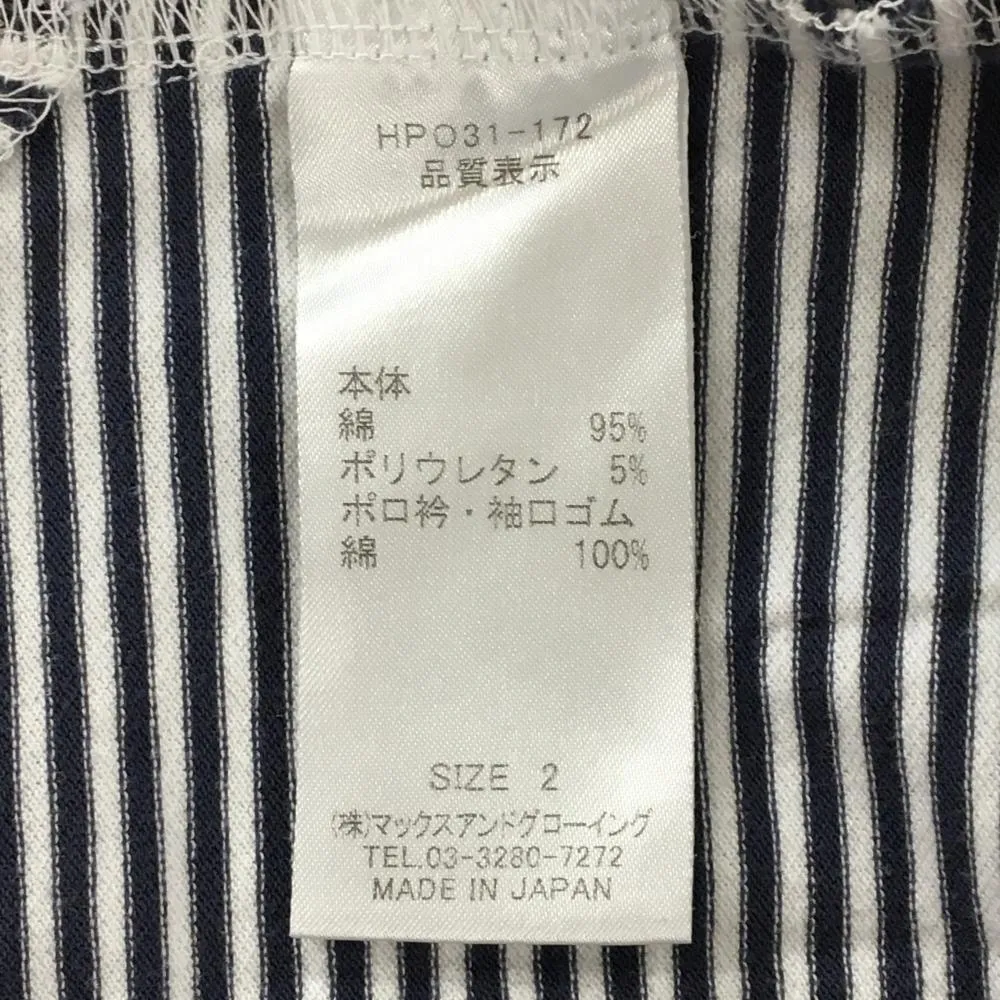 HPO31-172
品質表示
本体
綿 95%
ポリウレタン 5%
ポロ衿・袖口ゴム
綿 100%
SIZE 2
(株)マックスアンドグローイング
TEL.03-3280-7272
MADE IN JAPAN